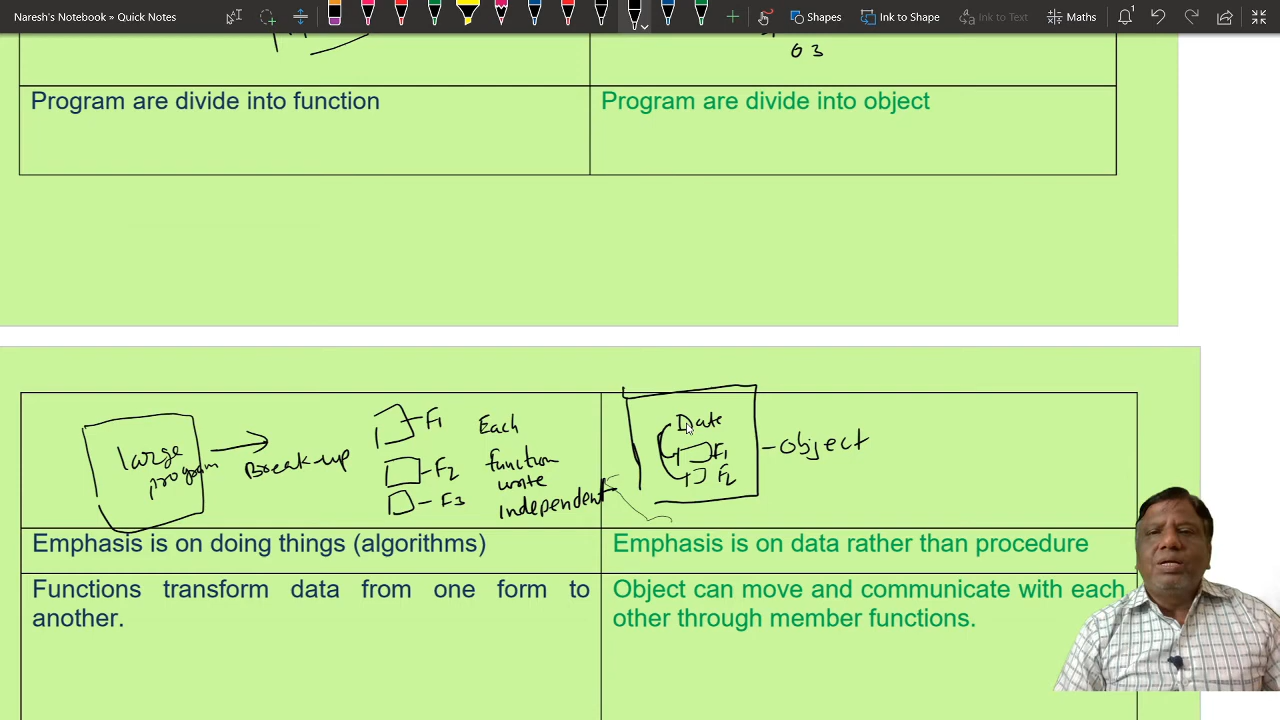 Naresh's Notebook » Quick Notes
Shapes
Ink to Shape
Ink to Text
Maths
1
03
Program are divide into function
Program are divide into object
large
program
Break-up
F1
F2
F3
Each
function
write
independent
Date
F1
F2
- object
Emphasis is on doing things (algorithms)
Emphasis is on data rather than procedure
Functions transform data from one form to
another.
Object can move and communicate with each
other through member functions.